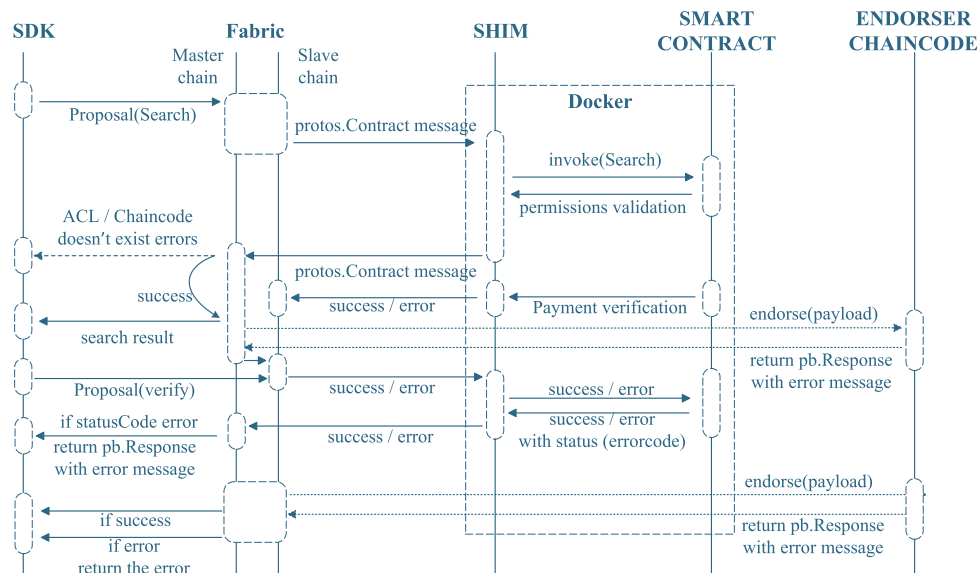 SDK
Fabric
SHIM
SMART
CONTRACT
ENDORSER
CHAINCODE
Master
chain
Slave
chain
Docker
Proposal(Search)
protos.Contract message
invoke(Search)
permissions validation
ACL / Chaincode
doesn't exist errors
protos.Contract message
success
success / error
Payment verification
endorse(payload)
search result
return pb.Response
with error message
Proposal(verify)
success / error
success / error
if statusCode error
success / error
success / error
with status (errorcode)
return pb.Response
with error message
endorse(payload)
if success
return pb.Response
with error message
if error
return the error